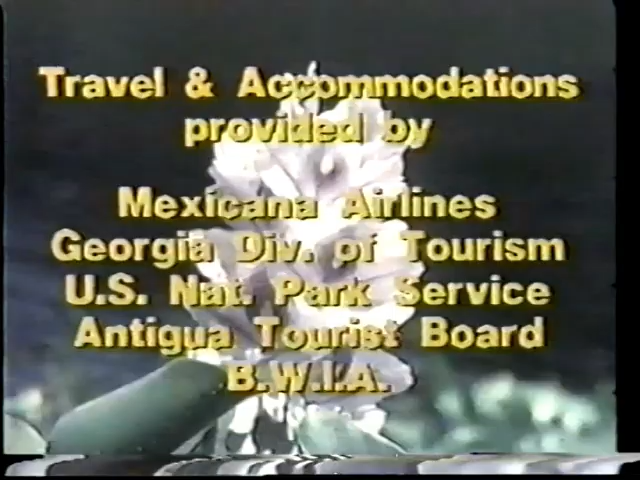 Travel & Accommodations
provided by
Mexicana Airlines
Georgia Div. of Tourism
U.S. Nat. Park Service
Antigua Tourist Board
B.W.I.A.